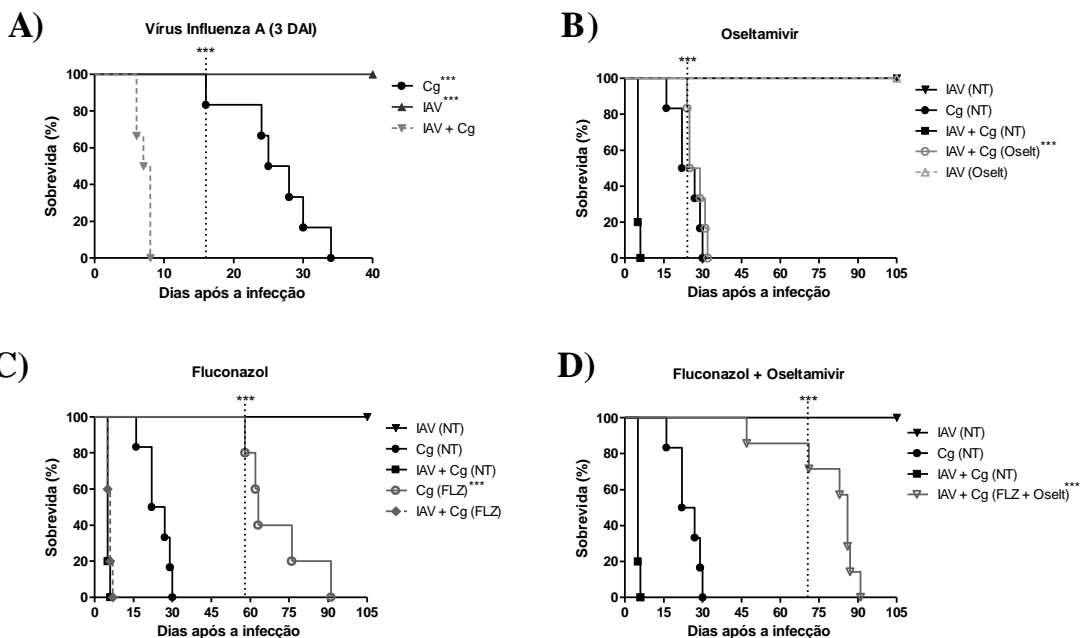 A)
Vírus Influenza A (3 DAI)
***
Sobrevida (%)
100
80
60
40
20
0
0 10 20 30 40
Dias após a infecção
Cg***
IAV***
IAV + Cg
B)
Oseltamivir
***
Sobrevida (%)
100
80
60
40
20
0
0 15 30 45 60 75 90 105
Dias após a infecção
IAV (NT)
Cg (NT)
IAV + Cg (NT)
IAV + Cg (Oselt)***
IAV (Oselt)
C)
Fluconazol
***
Sobrevida (%)
100
80
60
40
20
0
0 15 30 45 60 75 90 105
Dias após a infecção
IAV (NT)
Cg (NT)
IAV + Cg (NT)
Cg (FLZ)***
IAV + Cg (FLZ)
D)
Fluconazol + Oseltamivir
***
Sobrevida (%)
100
80
60
40
20
0
0 15 30 45 60 75 90 105
Dias após a infecção
IAV (NT)
Cg (NT)
IAV + Cg (NT)
IAV + Cg (FLZ + Oselt)***